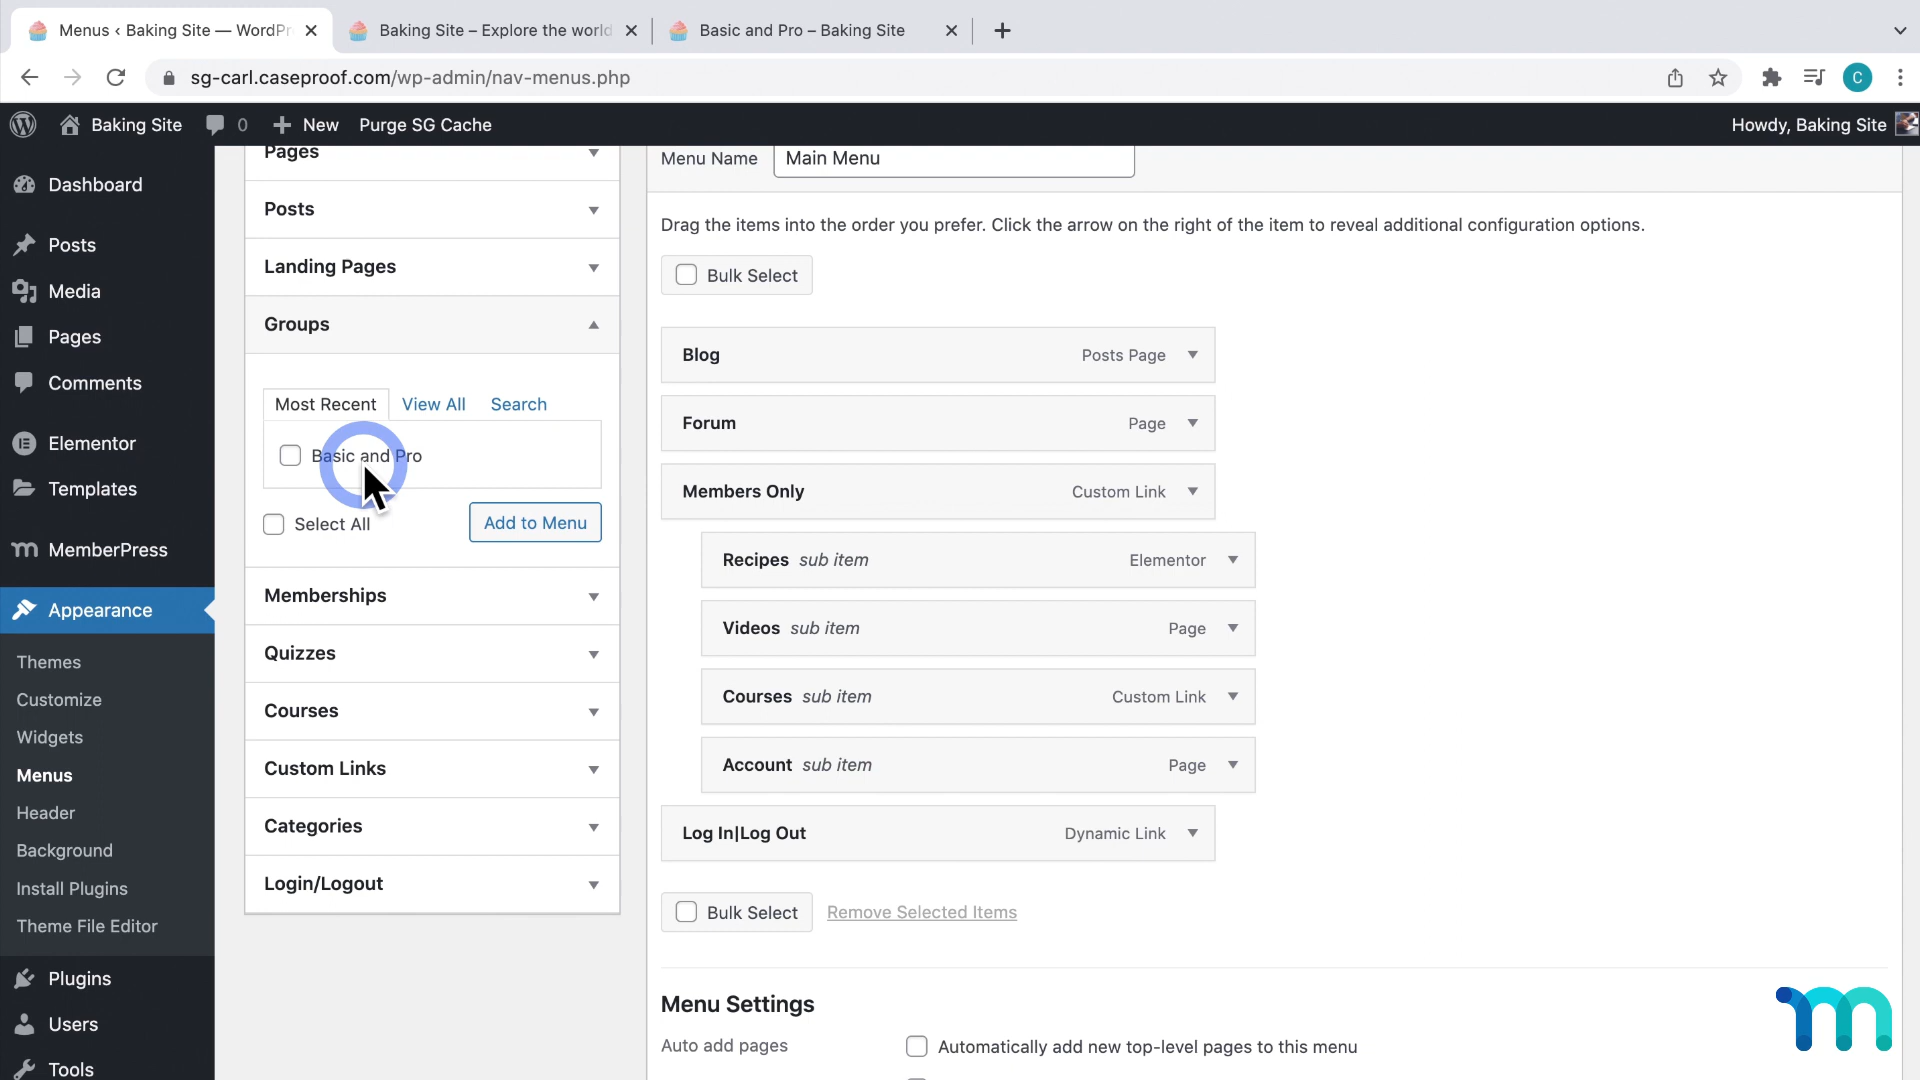 Menus ‹ Baking Site — WordPr
Baking Site – Explore the world
Basic and Pro – Baking Site
sg-carl.caseproof.com/wp-admin/nav-menus.php
C
Baking Site
0
New
Purge SG Cache
Howdy, Baking Site
Dashboard
Posts
Media
Pages
Comments
Elementor
Templates
MemberPress
Appearance
Themes
Customize
Widgets
Menus
Header
Background
Install Plugins
Theme File Editor
Plugins
Users
Tools
Pages
Posts
Landing Pages
Groups
Most Recent
View All
Search
Basic and Pro
Select All
Add to Menu
Memberships
Quizzes
Courses
Custom Links
Categories
Login/Logout
Menu Name
Main Menu
Drag the items into the order you prefer. Click the arrow on the right of the item to reveal additional configuration options.
Bulk Select
Blog
Posts Page
Forum
Page
Members Only
Custom Link
Recipes sub item
Elementor
Videos sub item
Page
Courses sub item
Custom Link
Account sub item
Page
Log In|Log Out
Dynamic Link
Bulk Select
Remove Selected Items
Menu Settings
Auto add pages
Automatically add new top-level pages to this menu
m